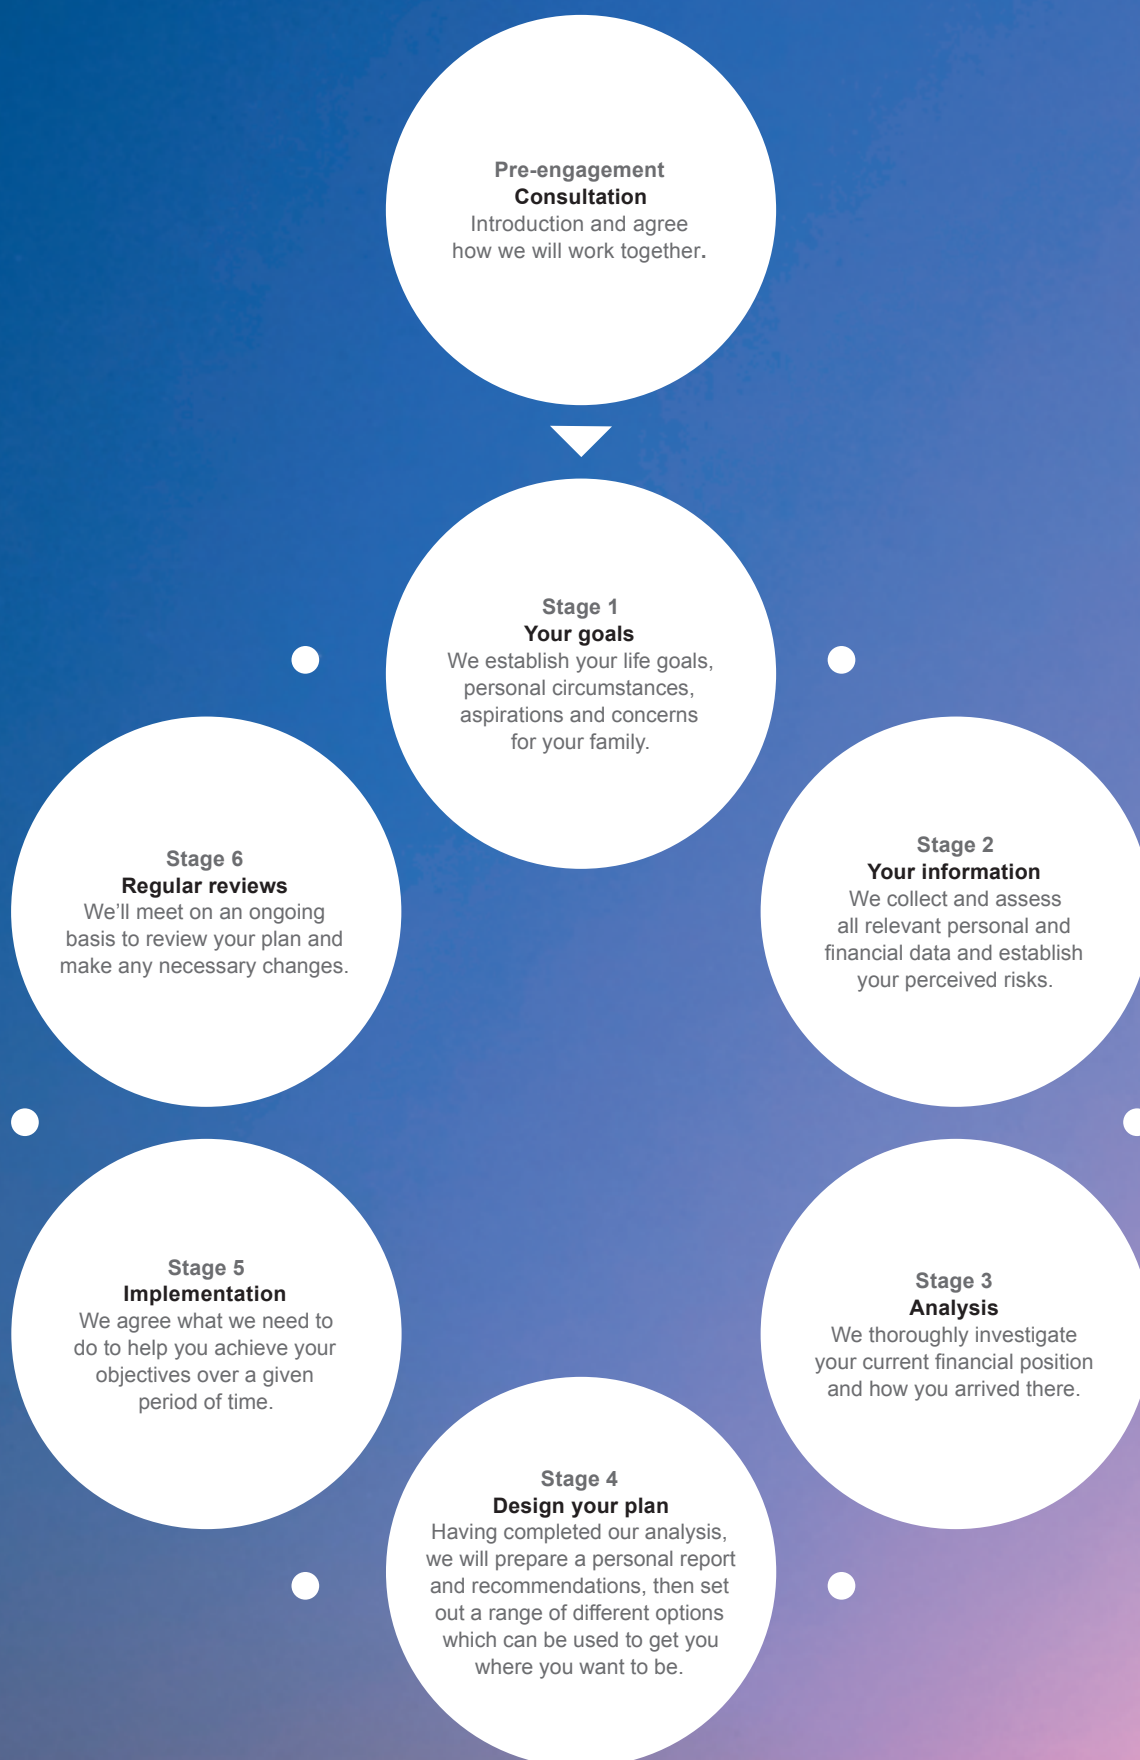 Pre-engagement
Consultation
Introduction and agree
how we will work together.
Stage 1
Your goals
We establish your life goals,
personal circumstances,
aspirations and concerns
for your family.
Stage 2
Your information
We collect and assess
all relevant personal and
financial data and establish
your perceived risks.
Stage 3
Analysis
We thoroughly investigate
your current financial position
and how you arrived there.
Stage 4
Design your plan
Having completed our analysis,
we will prepare a personal report
and recommendations, then set
out a range of different options
which can be used to get you
where you want to be.
Stage 5
Implementation
We agree what we need to
do to help you achieve your
objectives over a given
period of time.
Stage 6
Regular reviews
We'll meet on an ongoing
basis to review your plan and
make any necessary changes.